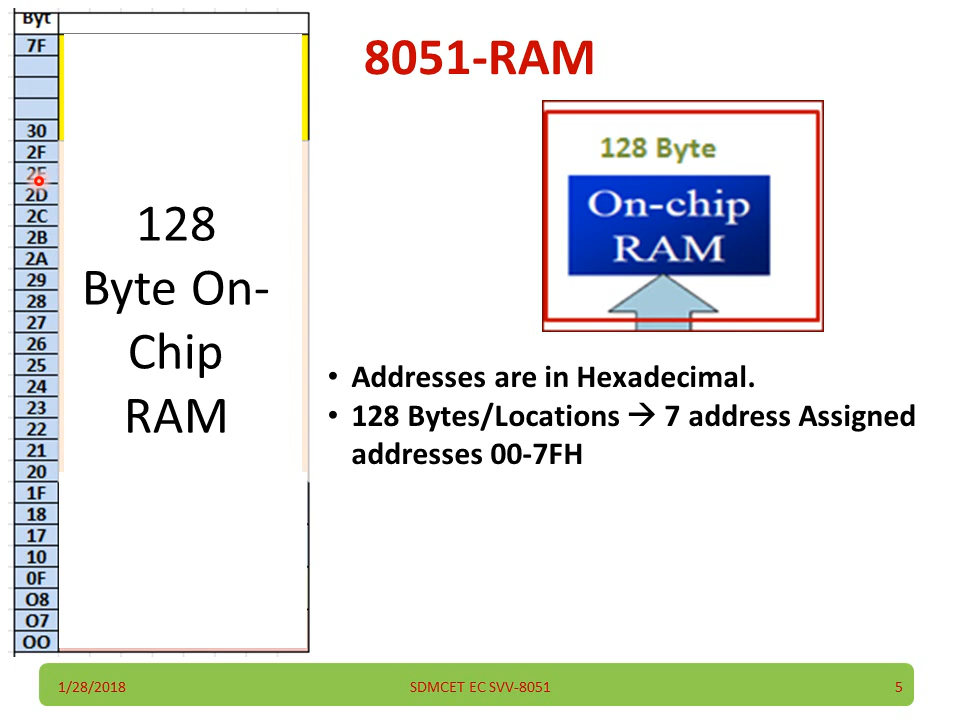 8051-RAM
Byt
7F
30
2F
2E
2D
2C
2B
2A
29
28
27
26
25
24
23
22
21
20
1F
18
17
10
0F
O8
O7
OO
128
Byte On-
Chip
RAM
128 Byte
On-chip
RAM
• Addresses are in Hexadecimal.
• 128 Bytes/Locations → 7 address Assigned
addresses 00-7FH
1/28/2018 SDMCET EC SVV-8051 5